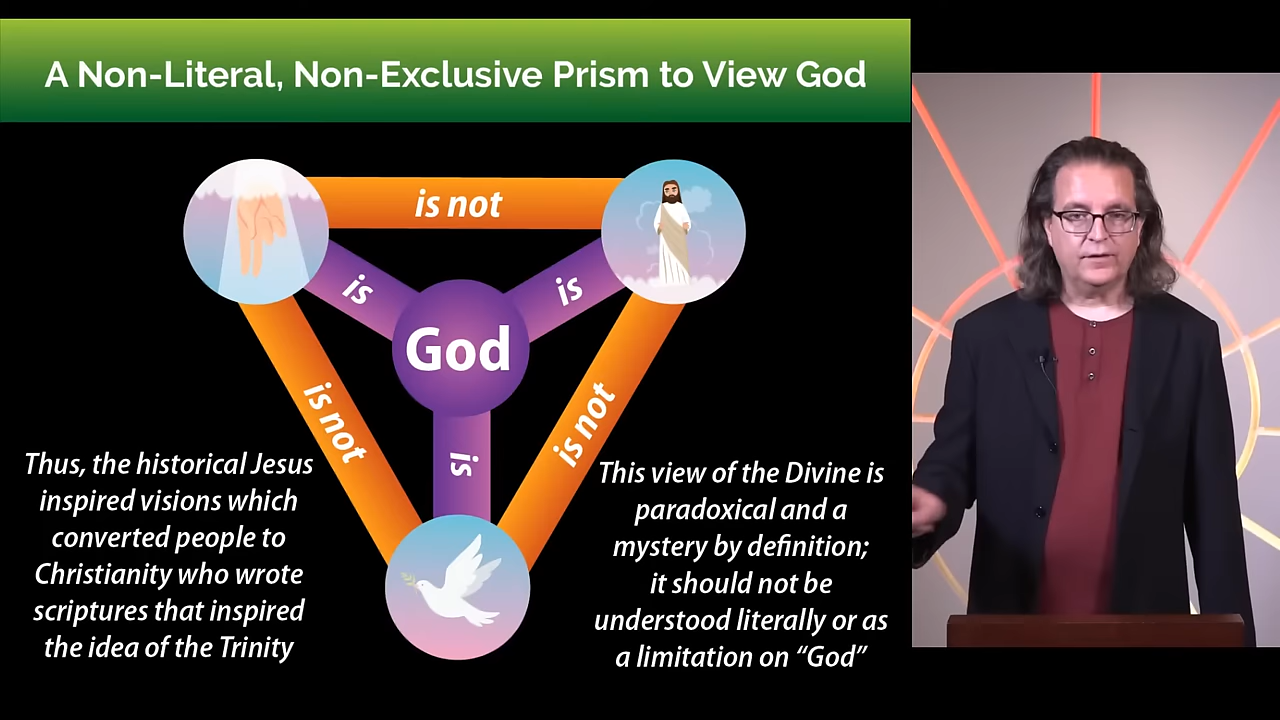 A Non-Literal, Non-Exclusive Prism to View God
is not
is
is
God
is not
is not
is
Thus, the historical Jesus
inspired visions which
converted people to
Christianity who wrote
scriptures that inspired
the idea of the Trinity
This view of the Divine is
paradoxical and a
mystery by definition;
it should not be
understood literally or as
a limitation on “God”